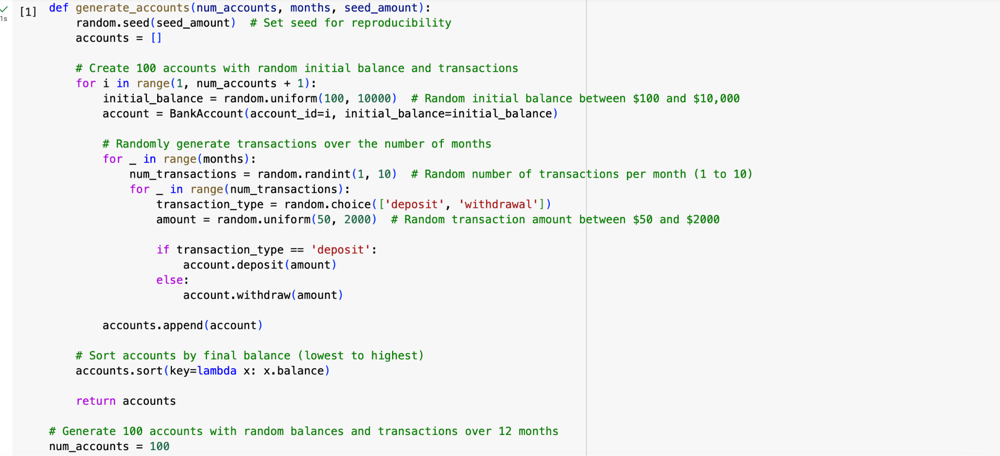 [1] def generate_accounts(num_accounts, months, seed_amount):
1s
    random.seed(seed_amount)  # Set seed for reproducibility
    accounts = []

    # Create 100 accounts with random initial balance and transactions
    for i in range(1, num_accounts + 1):
        initial_balance = random.uniform(100, 10000)  # Random initial balance between $100 and $10,000
        account = BankAccount(account_id=i, initial_balance=initial_balance)

        # Randomly generate transactions over the number of months
        for _ in range(months):
            num_transactions = random.randint(1, 10)  # Random number of transactions per month (1 to 10)
            for _ in range(num_transactions):
                transaction_type = random.choice(['deposit', 'withdrawal'])
                amount = random.uniform(50, 2000)  # Random transaction amount between $50 and $2000

                if transaction_type == 'deposit':
                    account.deposit(amount)
                else:
                    account.withdraw(amount)

        accounts.append(account)

    # Sort accounts by final balance (lowest to highest)
    accounts.sort(key=lambda x: x.balance)

    return accounts

# Generate 100 accounts with random balances and transactions over 12 months
num_accounts = 100